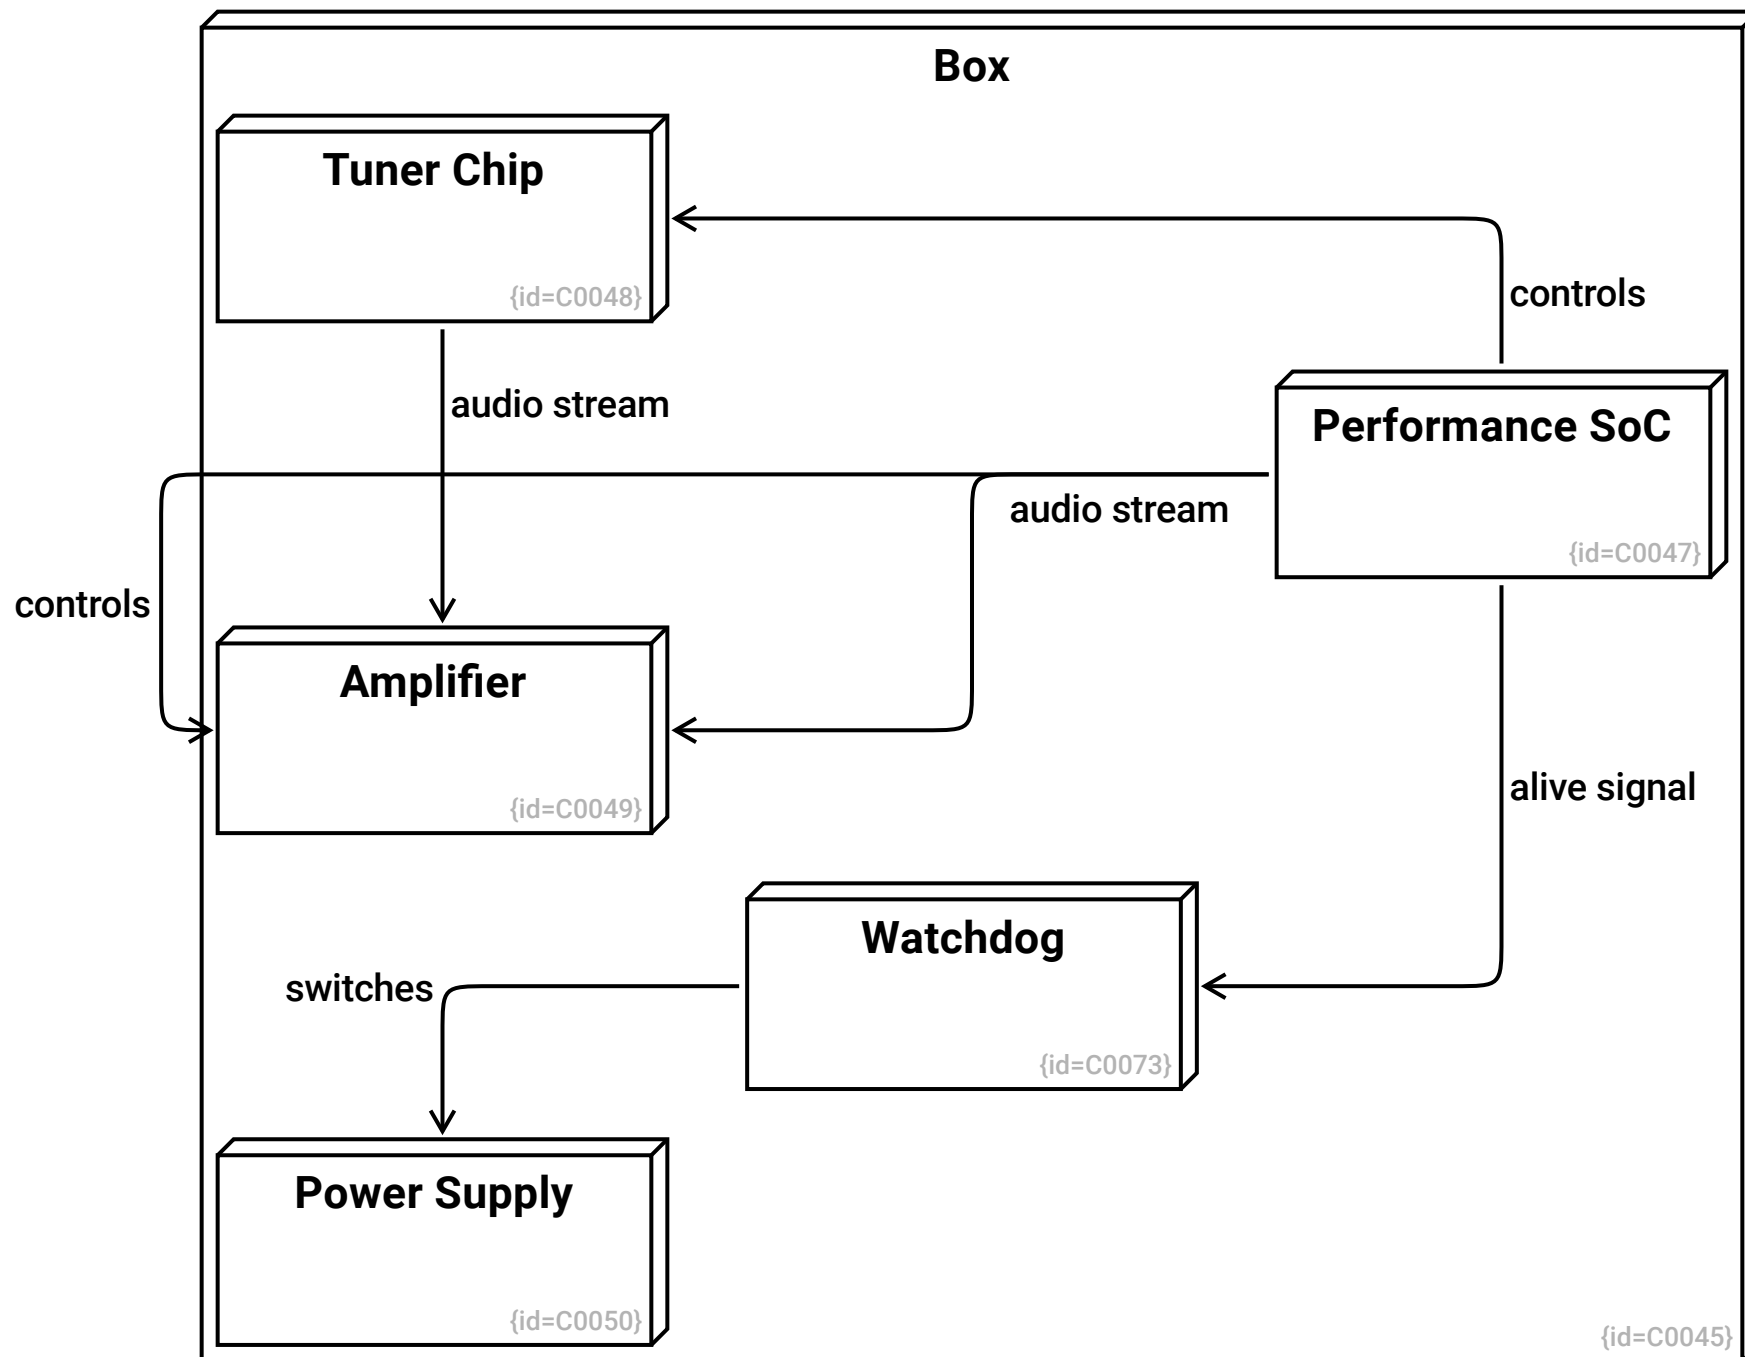 Box
Tuner Chip
{id=C0048}
controls
audio stream
Performance SoC
audio stream
{id=C0047}
controls
Amplifier
{id=C0049}
alive signal
Watchdog
switches
{id=C0073}
Power Supply
{id=C0050}
{id=C0045}